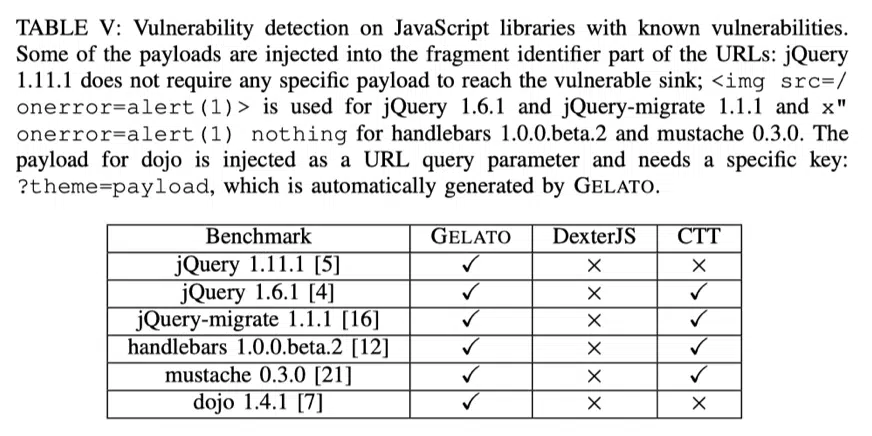 TABLE V: Vulnerability detection on JavaScript libraries with known vulnerabilities.
Some of the payloads are injected into the fragment identifier part of the URLs: jQuery
1.11.1 does not require any specific payload to reach the vulnerable sink; <img src=/
onerror=alert(1)> is used for jQuery 1.6.1 and jQuery-migrate 1.1.1 and x"
onerror=alert(1) nothing for handlebars 1.0.0.beta.2 and mustache 0.3.0. The
payload for dojo is injected as a URL query parameter and needs a specific key:
?theme=payload, which is automatically generated by GELATO.
Benchmark GELATO DexterJS CTT
jQuery 1.11.1 [5] ✓ × ×
jQuery 1.6.1 [4] ✓ × ✓
jQuery-migrate 1.1.1 [16] ✓ × ✓
handlebars 1.0.0.beta.2 [12] ✓ × ✓
mustache 0.3.0 [21] ✓ × ✓
dojo 1.4.1 [7] ✓ × ×